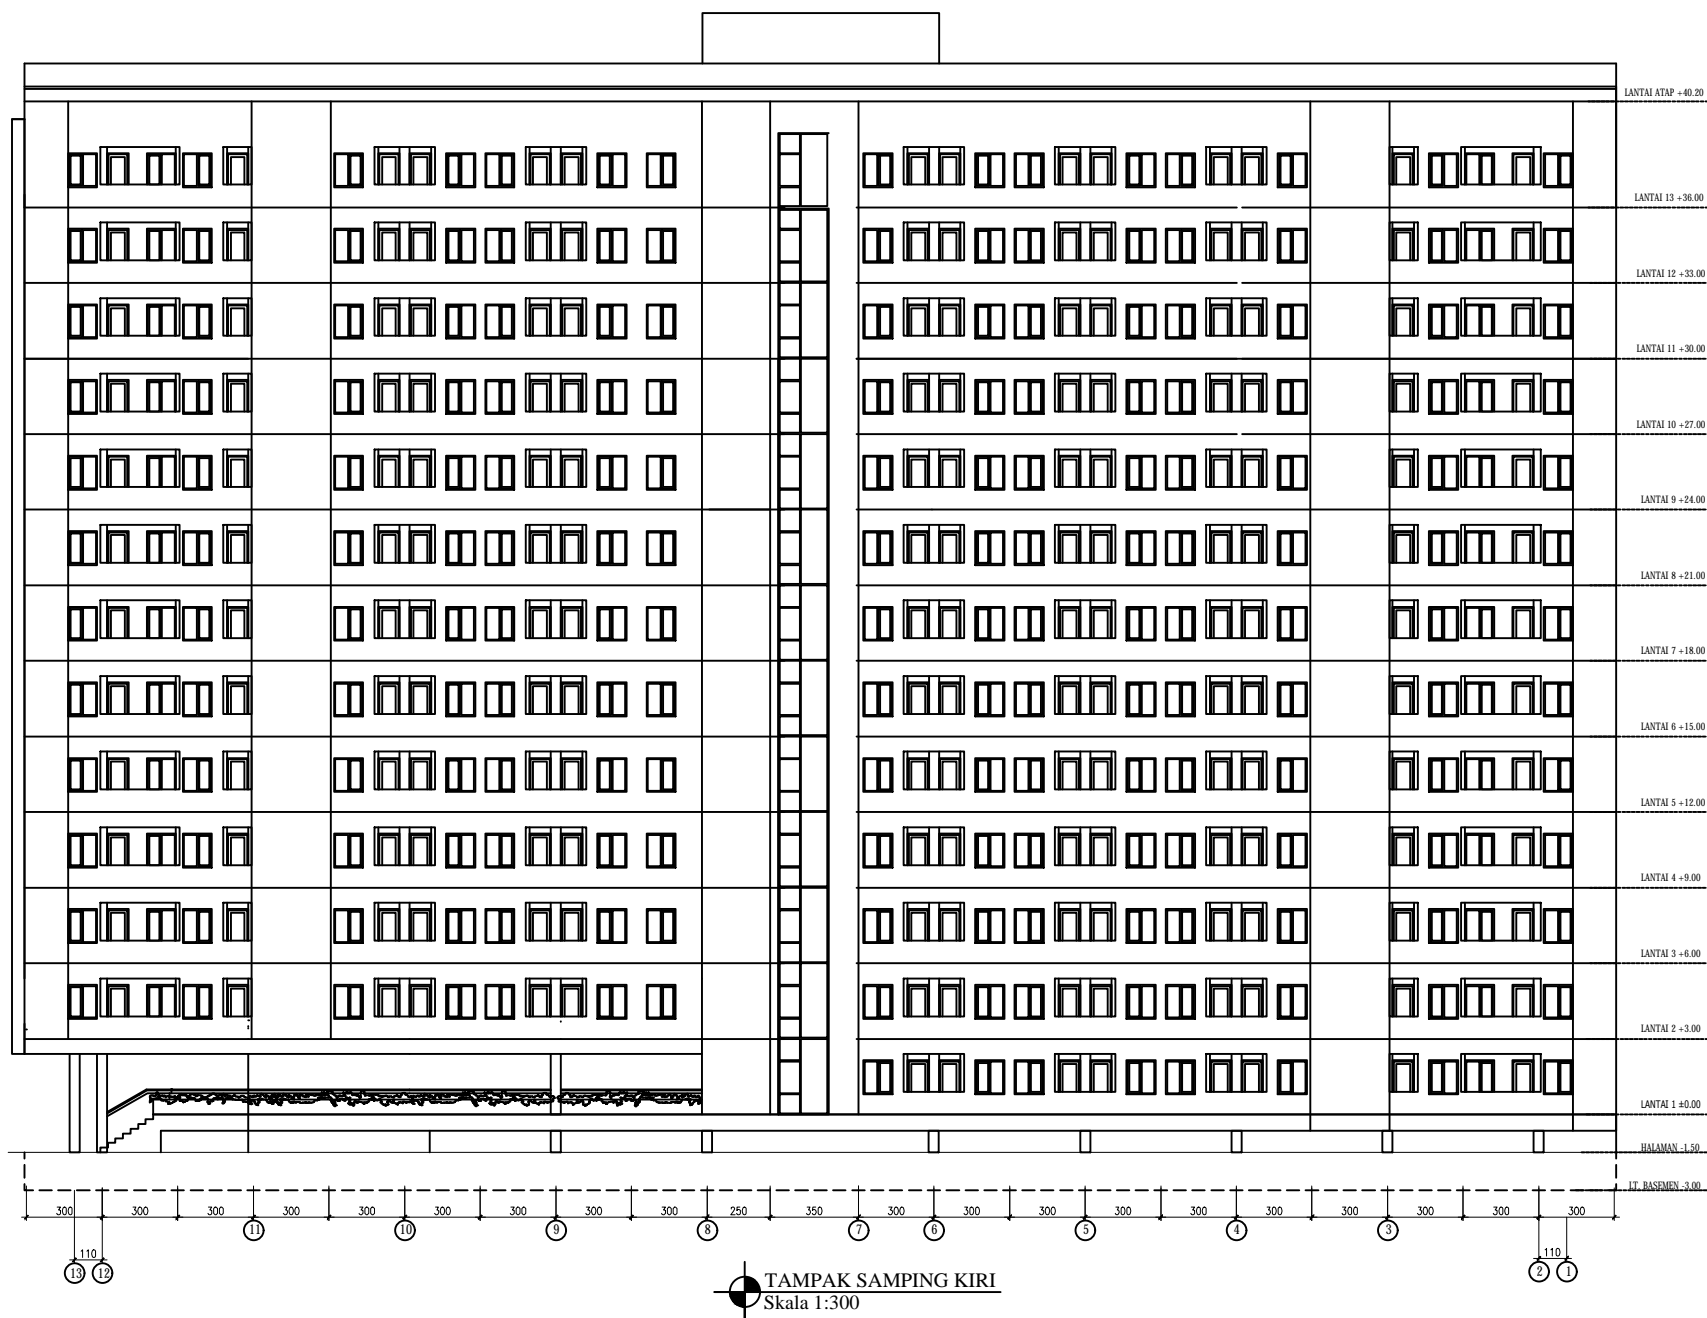 LANTAI ATAP +40.20
LANTAI 13 +36.00
LANTAI 12 +33.00
LANTAI 11 +30.00
LANTAI 10 +27.00
LANTAI 9 +24.00
LANTAI 8 +21.00
LANTAI 7 +18.00
LANTAI 6 +15.00
LANTAI 5 +12.00
LANTAI 4 +9.00
LANTAI 3 +6.00
LANTAI 2 +3.00
LANTAI 1 ±0.00
HALAMAN -1.50
LT. BASEMEN -3.00
300 300 300 300 300 300 300 300 300 250 350 300 300 300 300 300 300 300 300 300 300
11 10 9 8 7 6 5 4 3
110 110
13 12 2 1
TAMPAK SAMPING KIRI
Skala 1:300